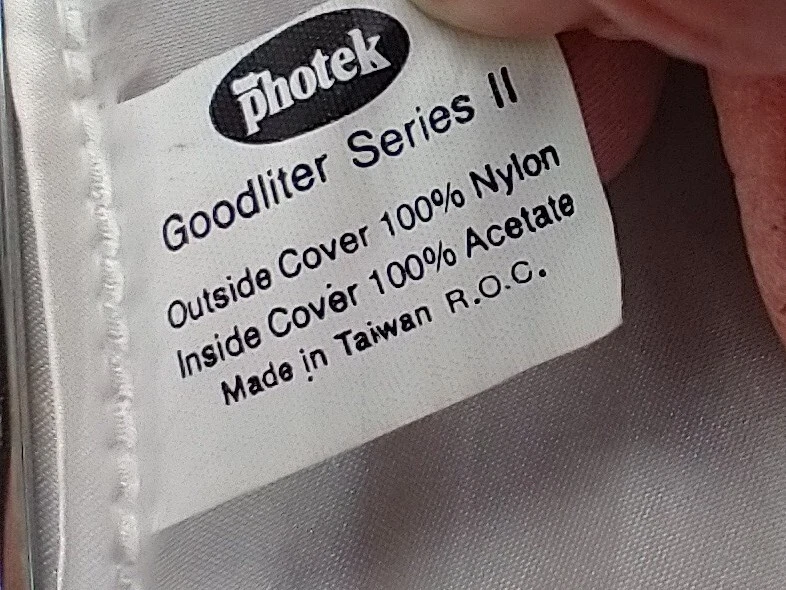 photek
Goodliter Series II
Outside Cover 100% Nylon
Inside Cover 100% Acetate
Made in Taiwan R.O.C.